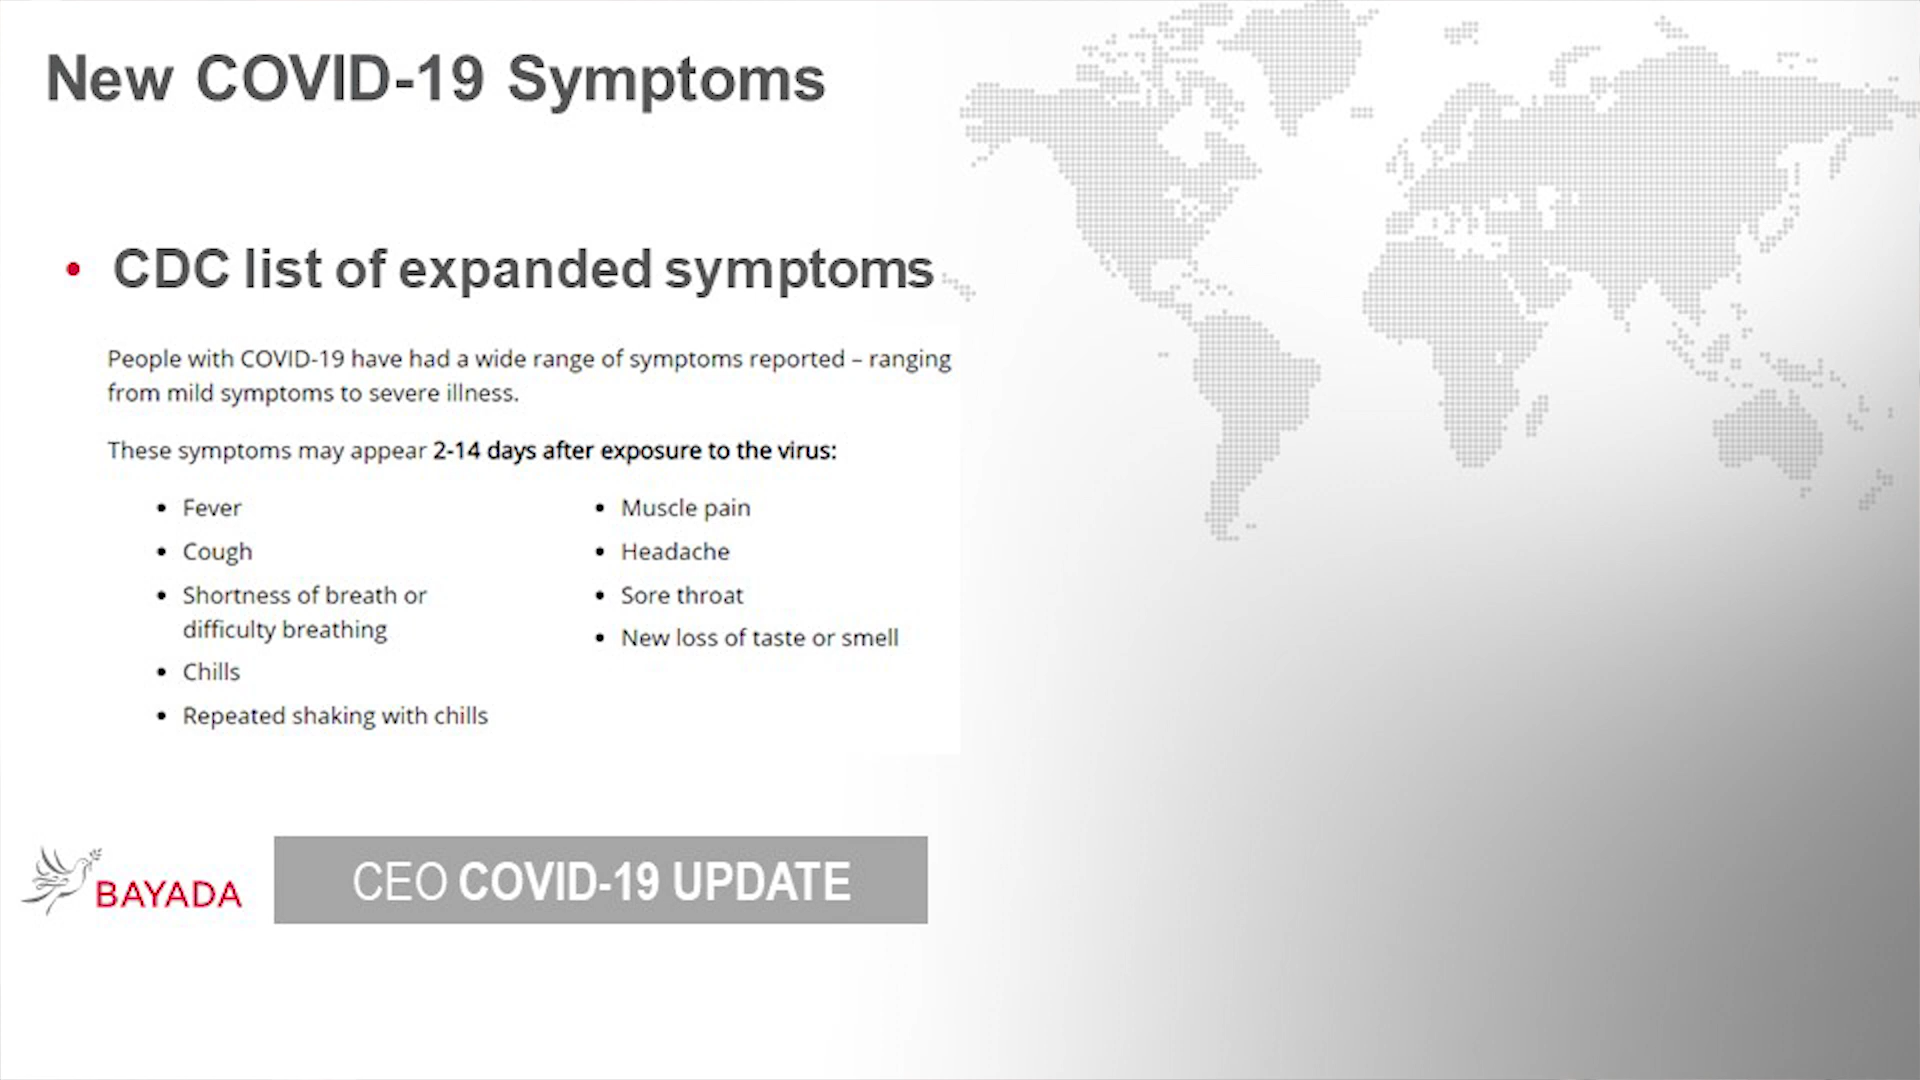 New COVID-19 Symptoms
• CDC list of expanded symptoms
People with COVID-19 have had a wide range of symptoms reported – ranging
from mild symptoms to severe illness.
These symptoms may appear 2-14 days after exposure to the virus:
• Fever
• Cough
• Shortness of breath or
difficulty breathing
• Chills
• Repeated shaking with chills
• Muscle pain
• Headache
• Sore throat
• New loss of taste or smell
BAYADA
CEO COVID-19 UPDATE